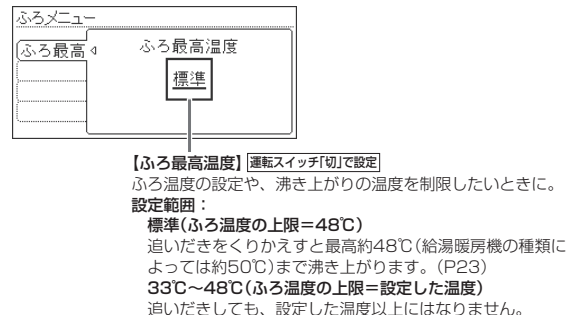 ふろメニュー
ふろ最高
ふろ最高温度
標準
【ふろ最高温度】 運転スイッチ「切」で設定
ふろ温度の設定や、沸き上がりの温度を制限したいときに。
設定範囲：
標準(ふろ温度の上限＝48℃)
追いだきをくりかえすと最高約48℃(給湯暖房機の種類に
よっては約50℃)まで沸き上がります。(P23)
33℃～48℃(ふろ温度の上限＝設定した温度)
追いだきしても、設定した温度以上にはなりません。